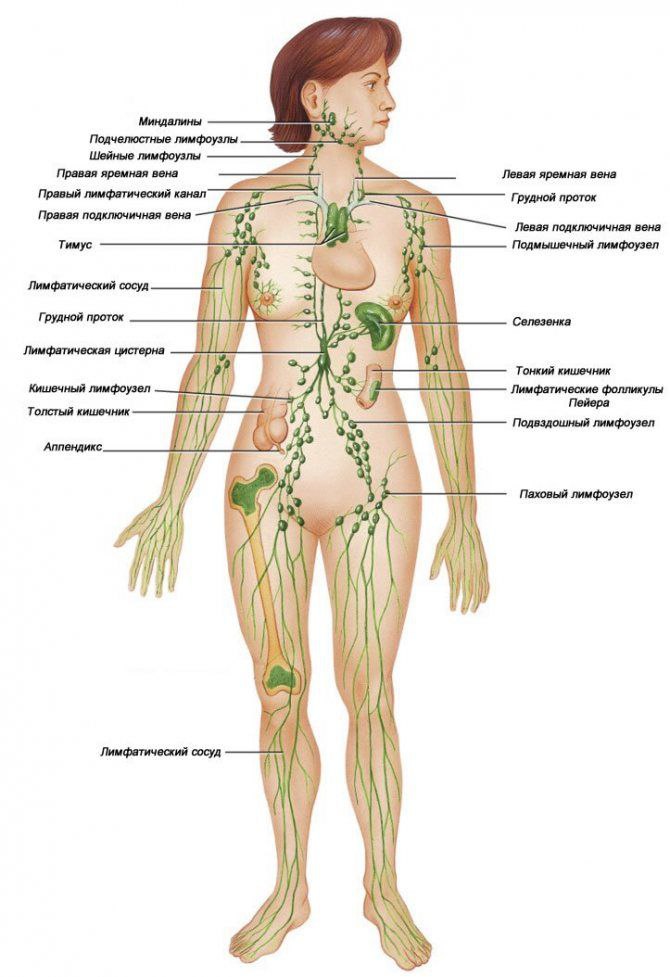 Миндалины
Подчелюстные лимфоузлы
Шейные лимфоузлы
Правая яремная вена
Правый лимфатический канал
Правая подключичная вена
Тимус
Лимфатический сосуд
Грудной проток
Лимфатическая цистерна
Кишечный лимфоузел
Толстый кишечник
Аппендикс
Лимфатический сосуд
Левая яремная вена
Грудной проток
Левая подключичная вена
Подмышечный лимфоузел
Селезенка
Тонкий кишечник
Лимфатические фолликулы
Пейера
Подвздошный лимфоузел
Паховый лимфоузел